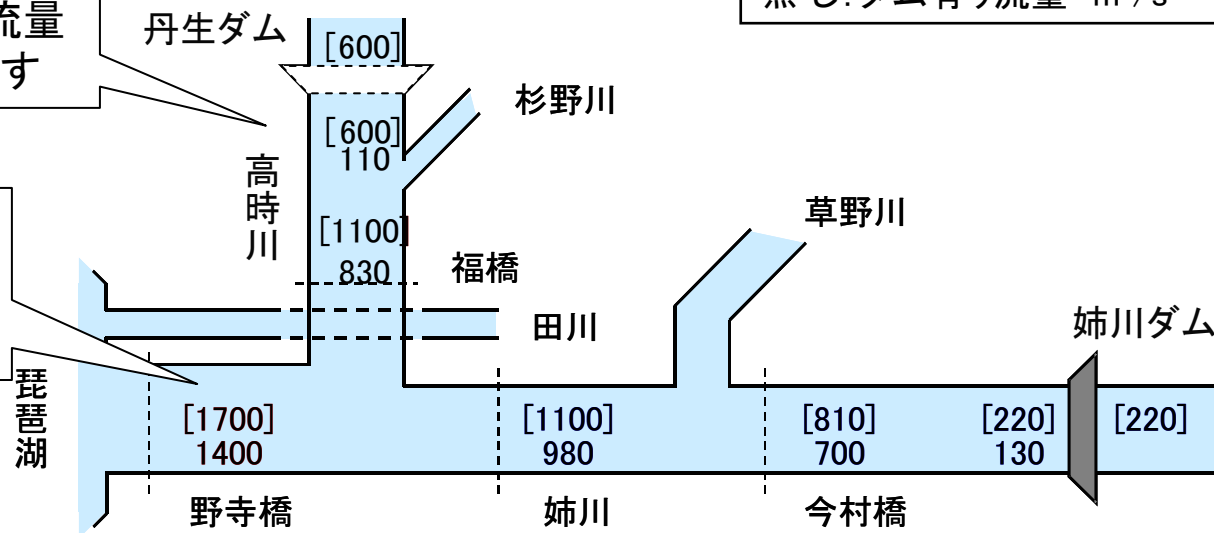 流量
す
丹生ダム
[600]
杉野川
[600]
110
高時川
[1100]
830
福橋
草野川
田川
姉川ダム
琵琶湖
[1700]
1400
[1100]
980
[810]
700
[220]
130
[220]
野寺橋
姉川
今村橋